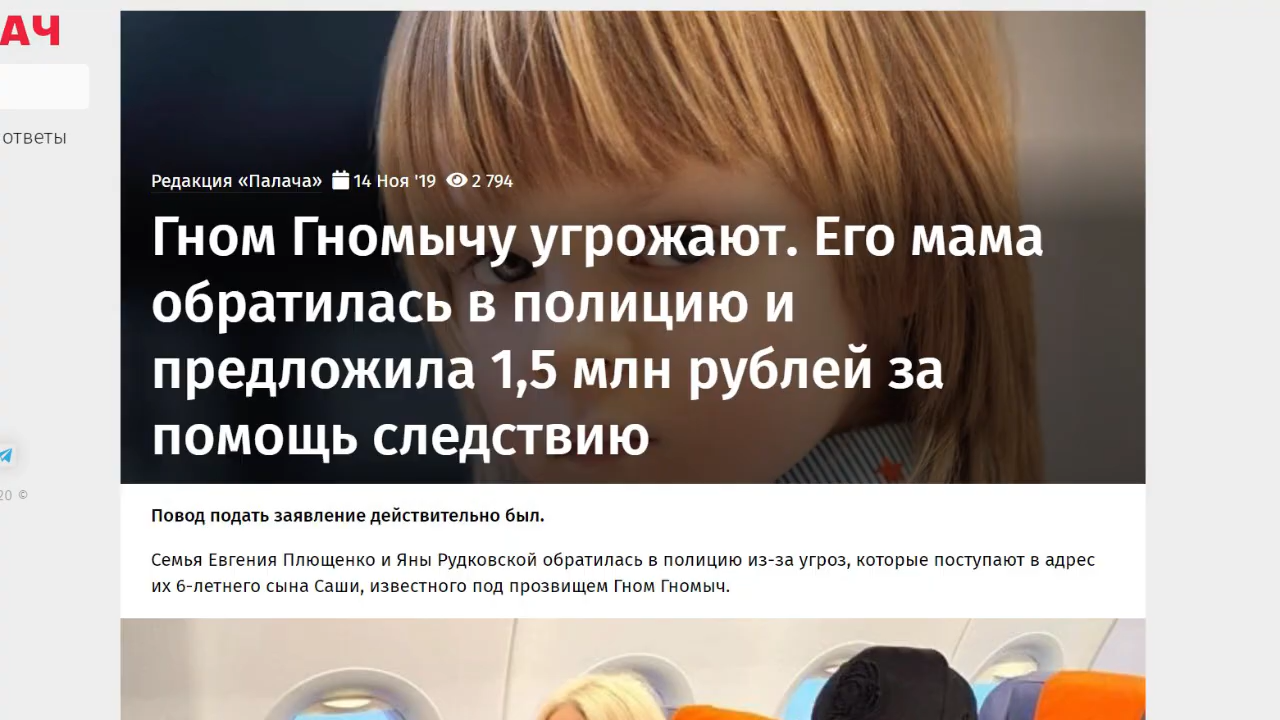 АЧ
ответы
Редакция «Палача» 14 Ноя '19 2 794
Гном Гномычу угрожают. Его мама
обратилась в полицию и
предложила 1,5 млн рублей за
помощь следствию
20 ©
Повод подать заявление действительно был.
Семья Евгения Плющенко и Яны Рудковской обратилась в полицию из-за угроз, которые поступают в адрес
их 6-летнего сына Саши, известного под прозвищем Гном Гномыч.